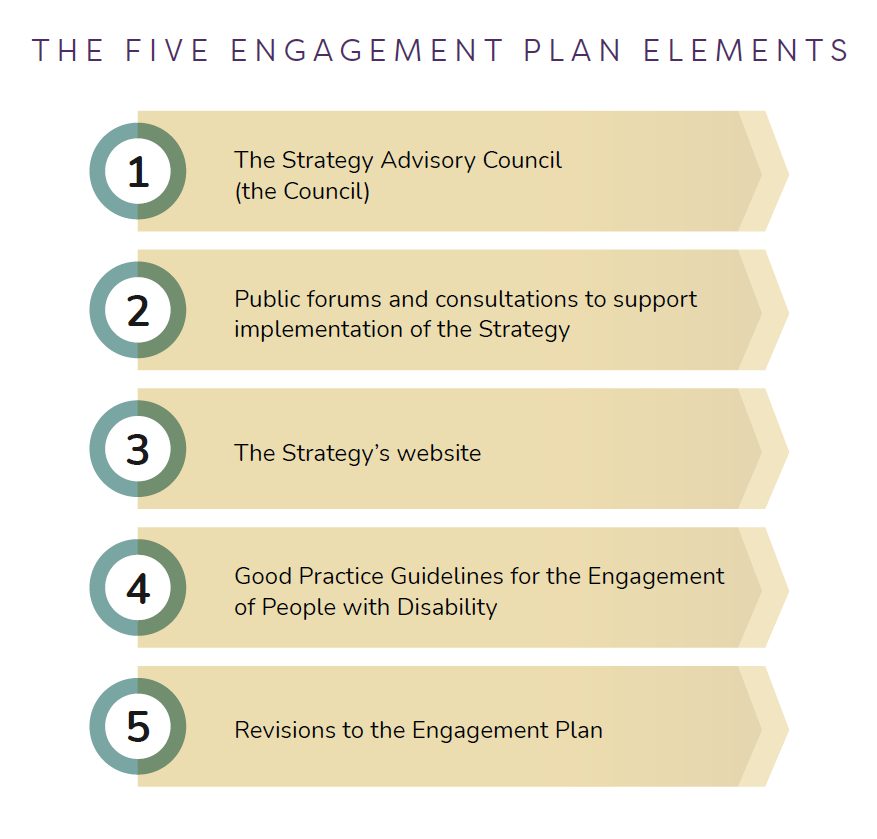 THE FIVE ENGAGEMENT PLAN ELEMENTS
1
The Strategy Advisory Council
(the Council)
2
Public forums and consultations to support
implementation of the Strategy
3
The Strategy’s website
4
Good Practice Guidelines for the Engagement
of People with Disability
5
Revisions to the Engagement Plan